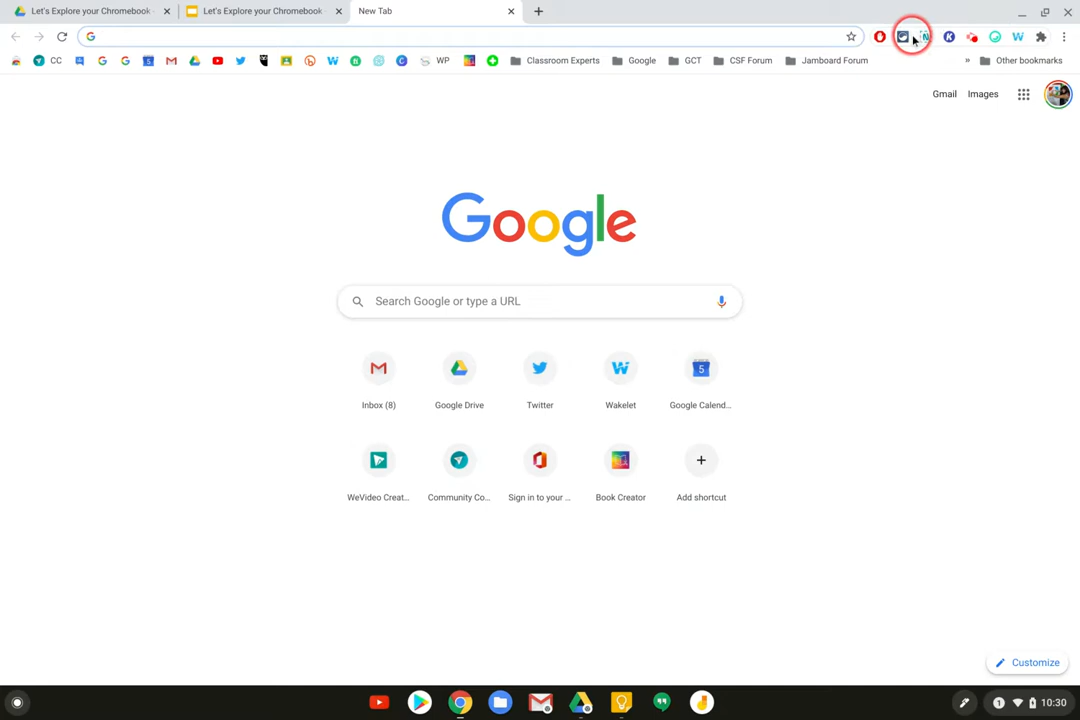 Let's Explore your Chromebook
Let's Explore your Chromebook
New Tab
CC
WP
Classroom Experts
Google
GCT
CSF Forum
Jamboard Forum
»
Other bookmarks
Gmail
Images
Google
Search Google or type a URL
5
Inbox (8)
Google Drive
Twitter
Wakelet
Google Calend...
WeVideo Creat...
Community Co...
Sign in to your ...
Book Creator
Add shortcut
Customize
1
10:30